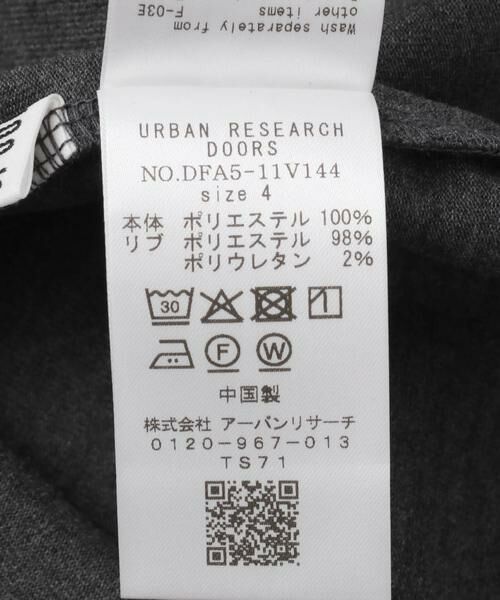 Wash separately from
other items
F-03E
URBAN RESEARCH
DOORS
NO.DFA5-11V144
size 4
本体 ポリエステル 100%
リブ ポリエステル 98%
ポリウレタン 2%
30
F W
中国製
株式会社 アーバンリサーチ
0120-967-013
TS71